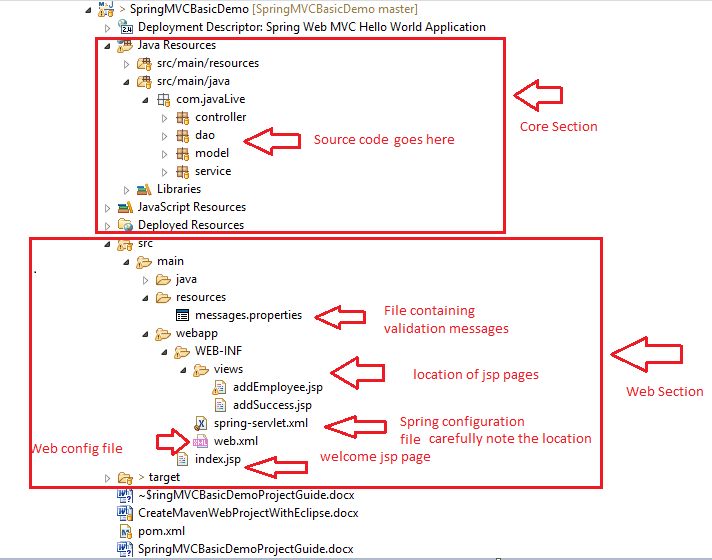 > SpringMVCBasicDemo [SpringMVCBasicDemo master]
Deployment Descriptor: Spring Web MVC Hello World Application
Java Resources
src/main/resources
src/main/java
com.javaLive
controller
Core Section
dao
Source code goes here
model
service
Libraries
JavaScript Resources
Deployed Resources
src
main
java
resources
messages.properties
File containing
validation messages
webapp
WEB-INF
views
location of jsp pages
addEmployee.jsp
Web Section
addSuccess.jsp
spring-servlet.xml
Spring configuration
file carefully note the location
Web config file
web.xml
index.jsp
welcome jsp page
> target
~$ringMVCBasicDemoProjectGuide.docx
CreateMavenWebProjectWithEclipse.docx
pom.xml
SpringMVCBasicDemoProjectGuide.docx